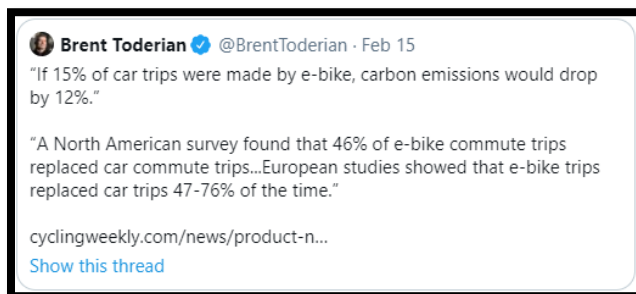 Brent Toderian @BrentToderian · Feb 15
“If 15% of car trips were made by e-bike, carbon emissions would drop
by 12%.”
“A North American survey found that 46% of e-bike commute trips
replaced car commute trips...European studies showed that e-bike trips
replaced car trips 47-76% of the time.”
cyclingweekly.com/news/product-n...
Show this thread